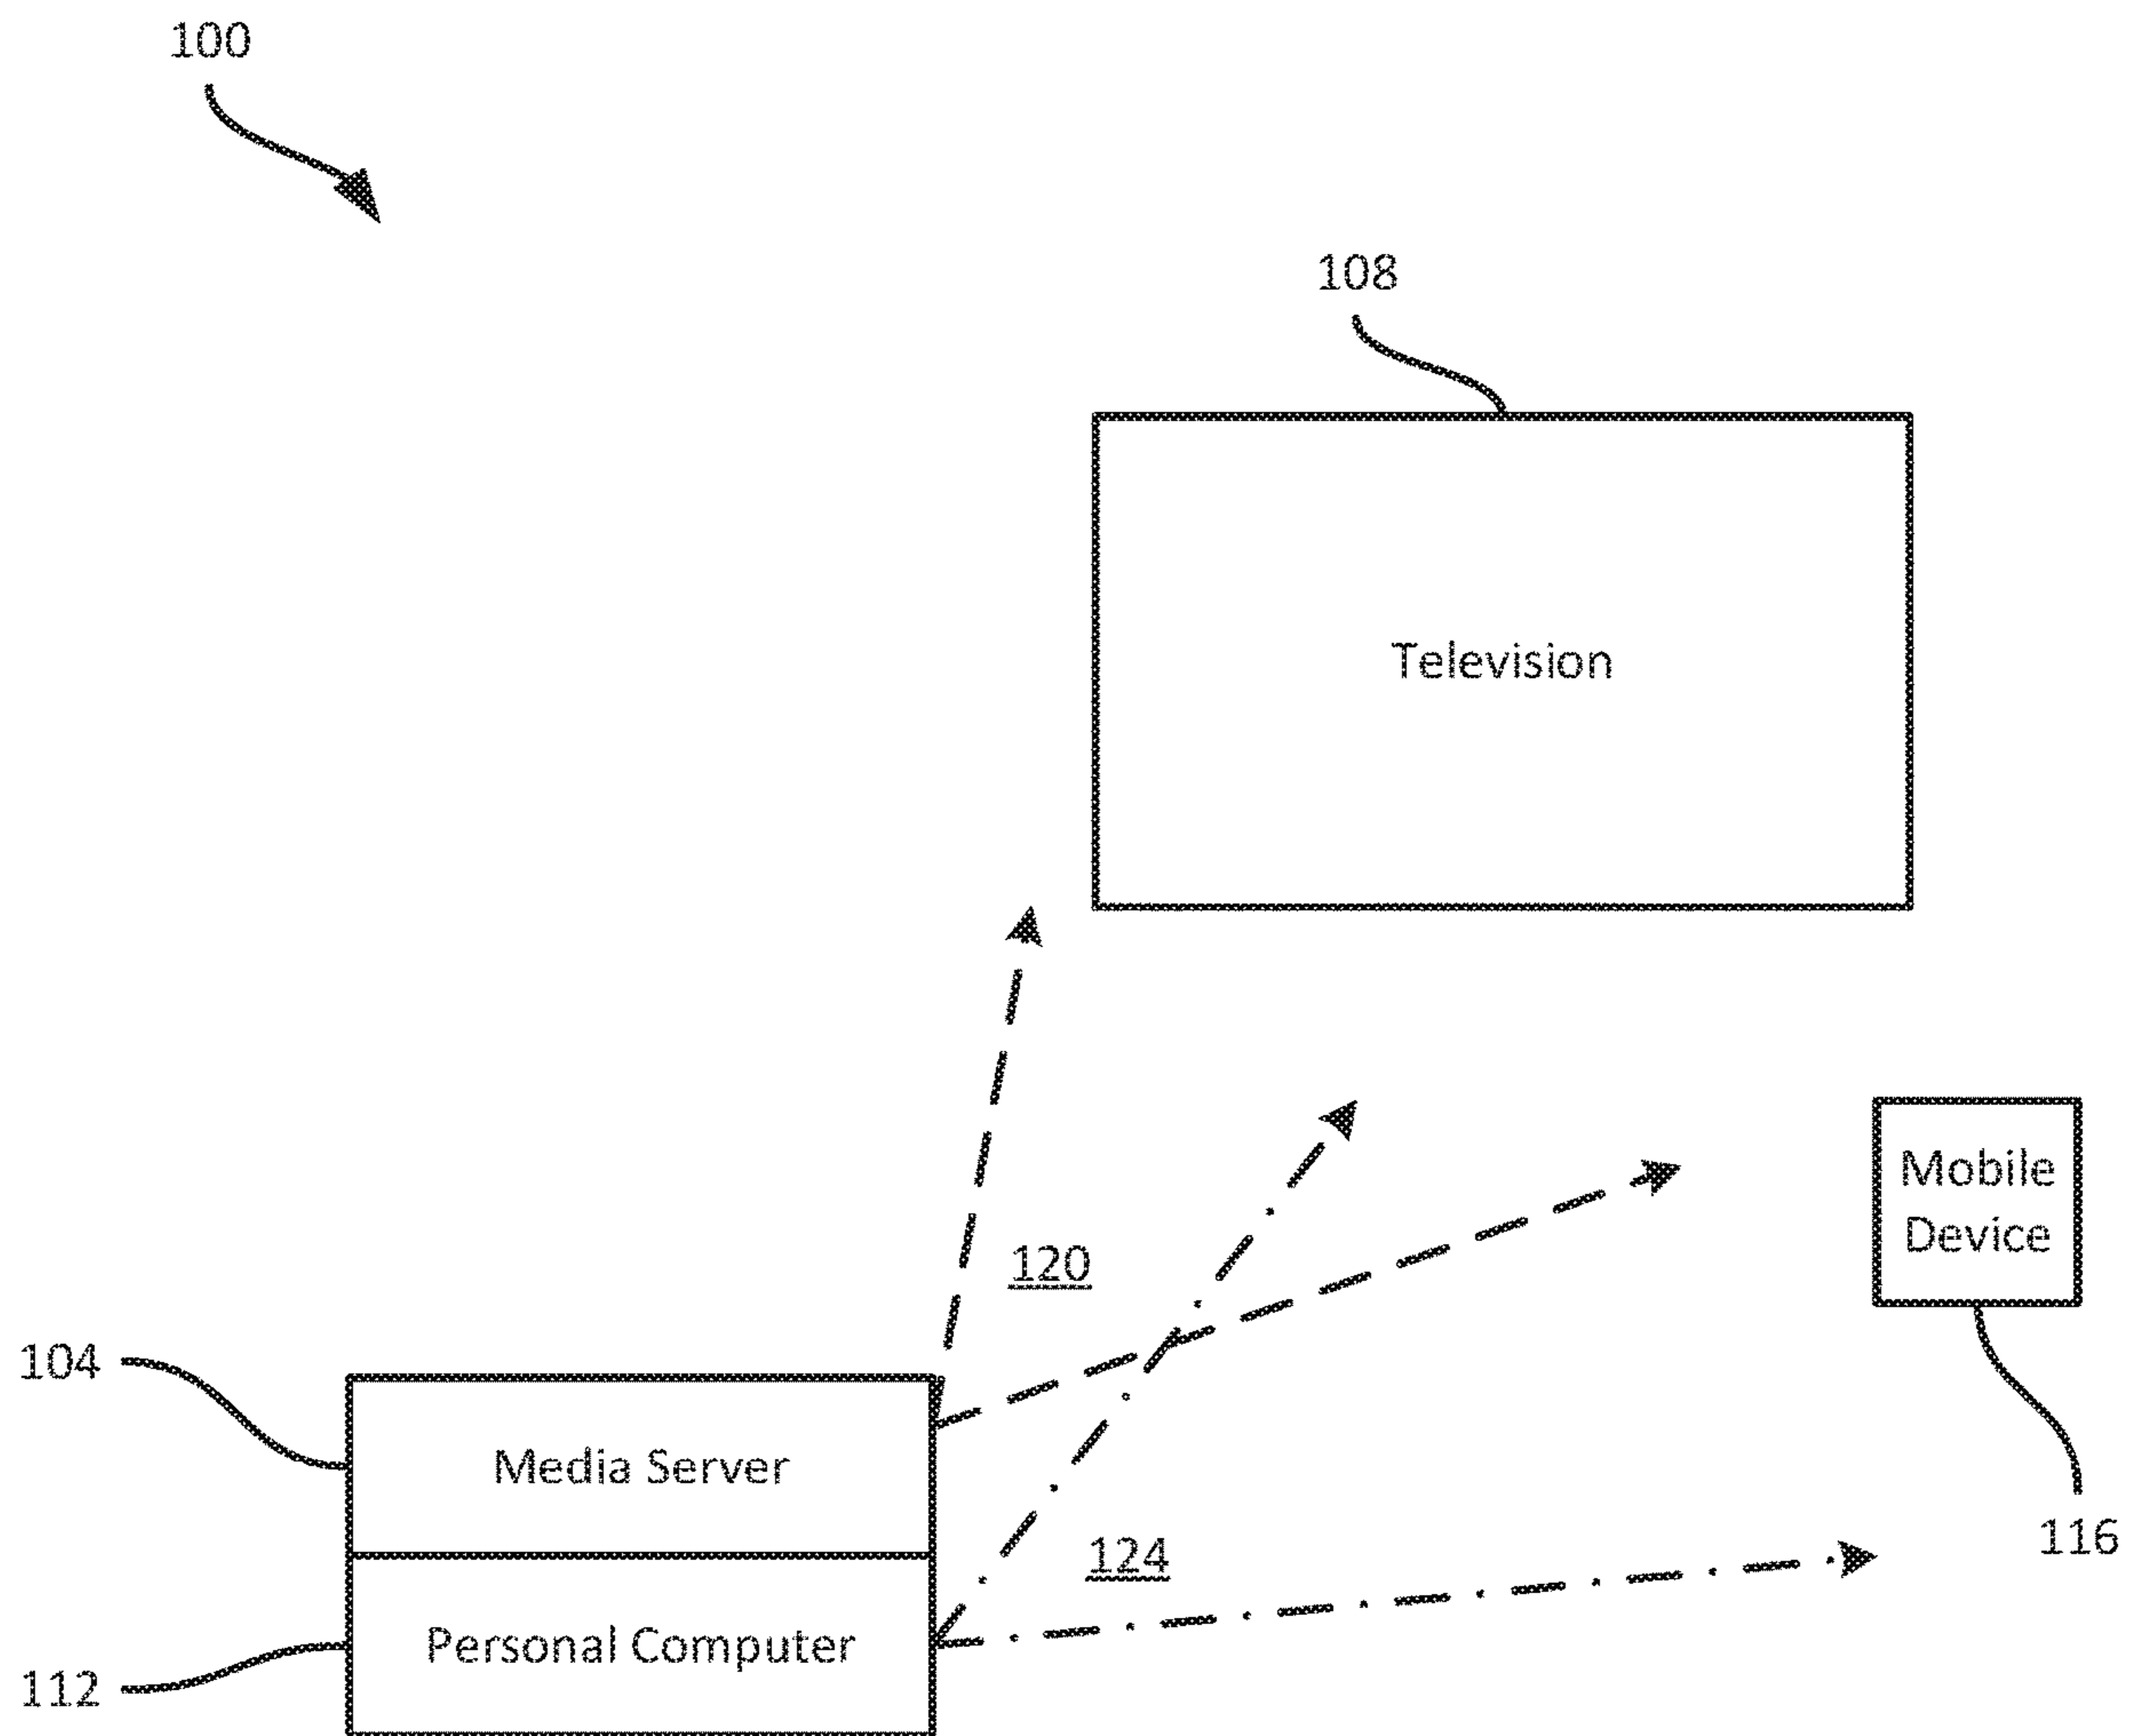 100
108
Television
Mobile
Device
120
104
Media Server
116
124
Personal Computer
112